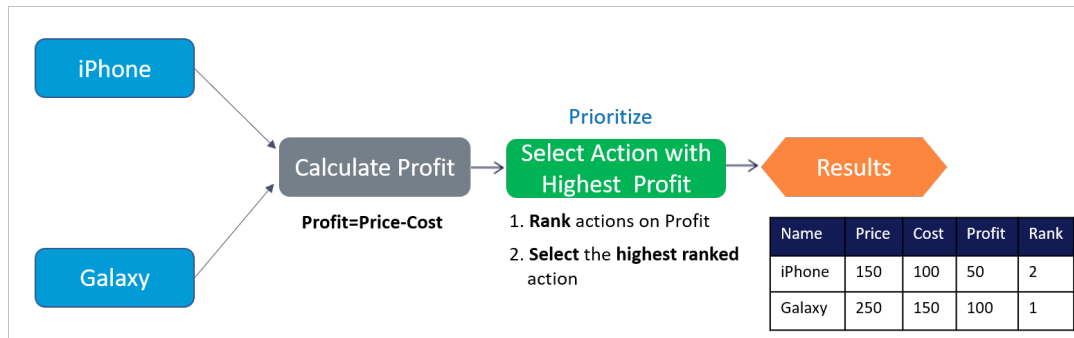 iPhone
Prioritize
Calculate Profit
Select Action with
Highest Profit
Results
Profit=Price-Cost
1. Rank actions on Profit
2. Select the highest ranked
action
Galaxy
Name Price Cost Profit Rank
iPhone 150 100 50 2
Galaxy 250 150 100 1